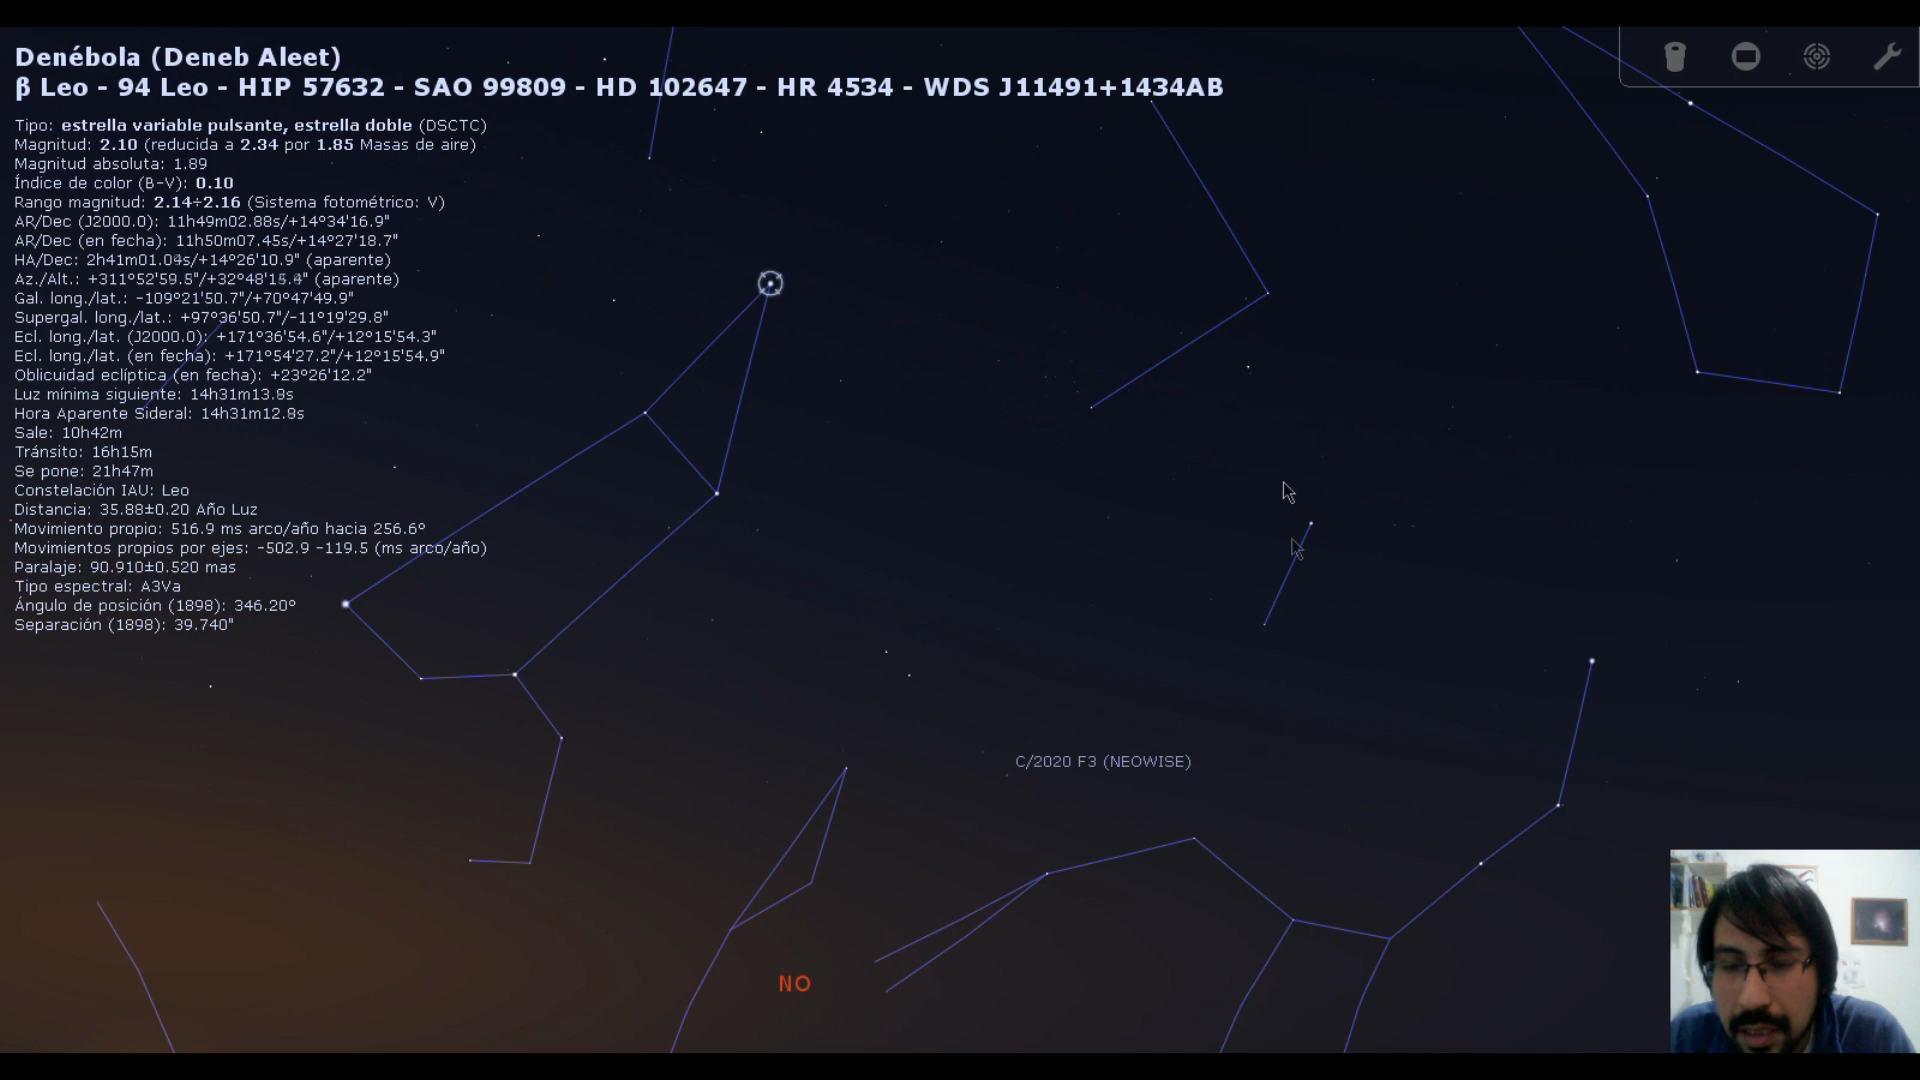 Denébola (Deneb Aleet)
β Leo - 94 Leo - HIP 57632 - SAO 99809 - HD 102647 - HR 4534 - WDS J11491+1434AB
Tipo: estrella variable pulsante, estrella doble (DSCTC)
Magnitud: 2.10 (reducida a 2.34 por 1.85 Masas de aire)
Magnitud absoluta: 1.89
Índice de color (B-V): 0.10
Rango magnitud: 2.14÷2.16 (Sistema fotométrico: V)
AR/Dec (J2000.0): 11h49m02.88s/+14°34'16.9"
AR/Dec (en fecha): 11h50m07.45s/+14°27'18.7"
HA/Dec: 2h41m01.04s/+14°26'10.9" (aparente)
Az./Alt.: +311°52'59.5"/+32°48'15.4" (aparente)
Gal. long./lat.: -109°21'50.7"/+70°47'49.9"
Supergal. long./lat.: +97°36'50.7"/-11°19'29.8"
Ecl. long./lat. (J2000.0): +171°36'54.6"/+12°15'54.3"
Ecl. long./lat. (en fecha): +171°54'27.2"/+12°15'54.9"
Oblicuidad eclíptica (en fecha): +23°26'12.2"
Luz mínima siguiente: 14h31m13.8s
Hora Aparente Sideral: 14h31m12.8s
Sale: 10h42m
Tránsito: 16h15m
Se pone: 21h47m
Constelación IAU: Leo
Distancia: 35.88±0.20 Año Luz
Movimiento propio: 516.9 ms arco/año hacia 256.6°
Movimientos propios por ejes: -502.9 -119.5 (ms arco/año)
Paralaje: 90.910±0.520 mas
Tipo espectral: A3Va
Ángulo de posición (1898): 346.20°
Separación (1898): 39.740"
C/2020 F3 (NEOWISE)
NO